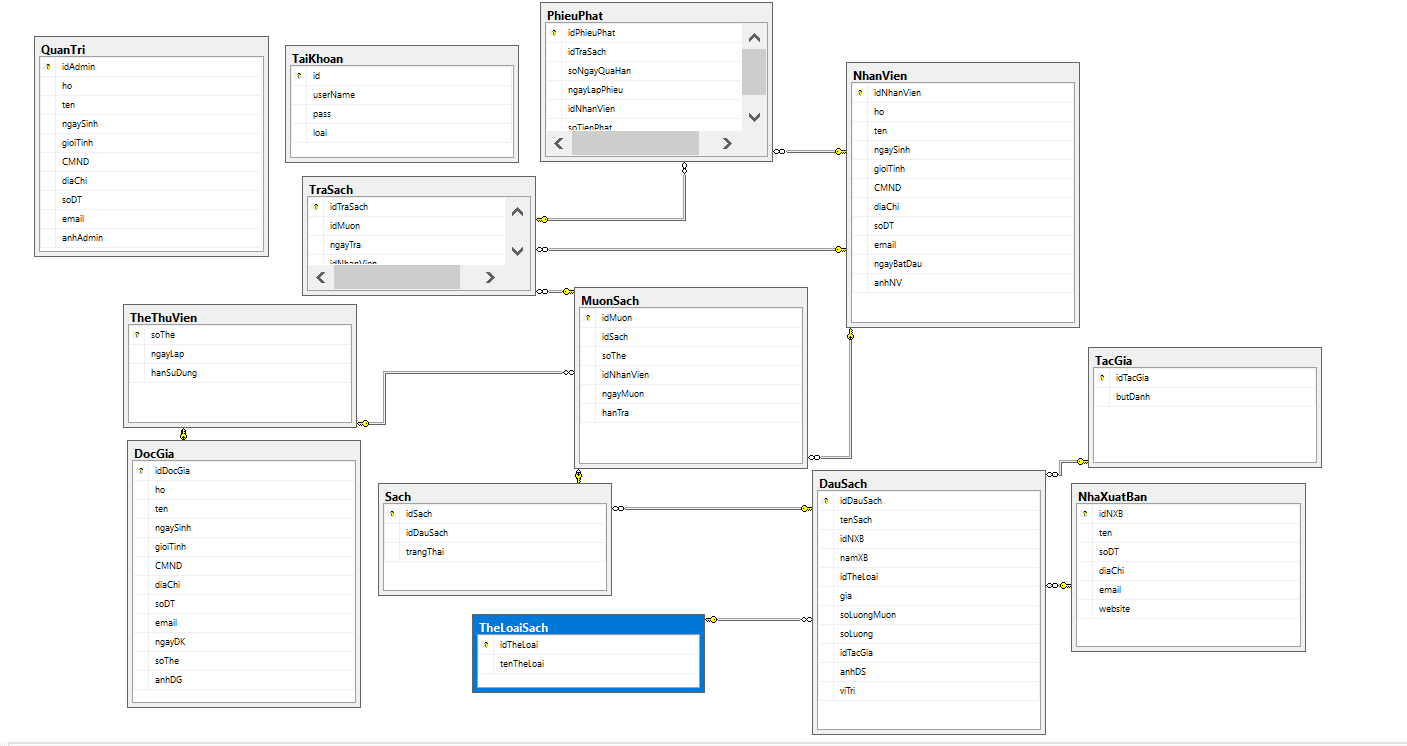 QuanTri
idAdmin
ho
ten
ngaySinh
gioiTinh
CMND
diaChi
soDT
email
anhAdmin
TaiKhoan
id
userName
pass
loai
PhieuPhat
idPhieuPhat
idTraSach
soNgayQuaHan
ngayLapPhieu
idNhanVien
soTienPhat
NhanVien
idNhanVien
ho
ten
ngaySinh
gioiTinh
CMND
diaChi
soDT
email
ngayBatDau
anhNV
TraSach
idTraSach
idMuon
ngayTra
idNhanVien
TheThuVien
soThe
ngayLap
hanSuDung
MuonSach
idMuon
idSach
soThe
idNhanVien
ngayMuon
hanTra
TacGia
idTacGia
butDanh
DocGia
idDocGia
ho
ten
ngaySinh
gioiTinh
CMND
diaChi
soDT
email
ngayDK
soThe
anhDG
Sach
idSach
idDauSach
trangThai
DauSach
idDauSach
tenSach
idNXB
namXB
idTheLoai
gia
soLuongMuon
soLuong
idTacGia
anhDS
viTri
NhaXuatBan
idNXB
ten
soDT
diaChi
email
website
TheLoaiSach
idTheLoai
tenTheLoai